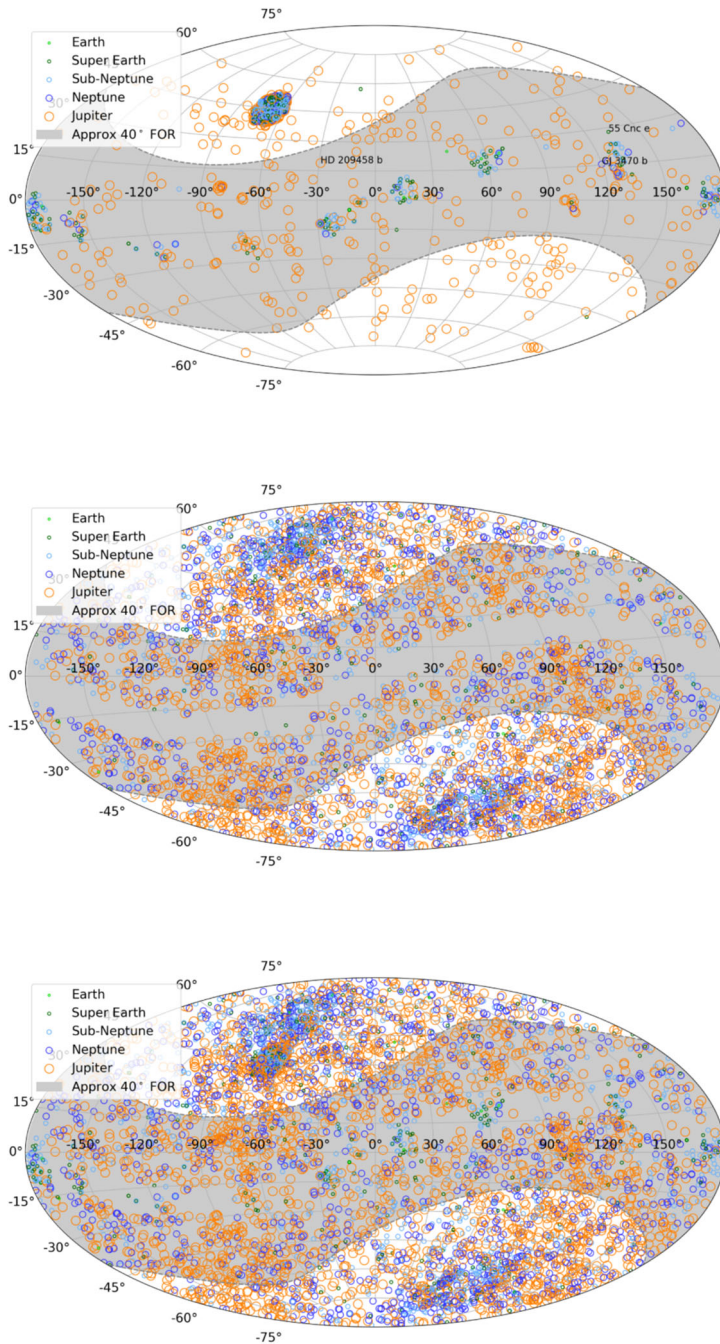 75°
60°
Earth
Super Earth
Sub-Neptune
Neptune
Jupiter
Approx 40° FOR
55 Cnc e
15°
HD 209458 b
GJ 3470 b
0°
-150°
-120°
-90°
-60°
-30°
0°
30°
60°
90°
120°
150°
-15°
-30°
-45°
-60°
-75°
75°
60°
Earth
Super Earth
Sub-Neptune
Neptune
Jupiter
Approx 40° FOR
15°
0°
-150°
-120°
-90°
-60°
-30°
0°
30°
60°
90°
120°
150°
-15°
-30°
-45°
-60°
-75°
75°
60°
Earth
Super Earth
Sub-Neptune
Neptune
Jupiter
Approx 40° FOR
15°
0°
-150°
-120°
-90°
-60°
-30°
0°
30°
60°
90°
120°
150°
-15°
-30°
-45°
-60°
-75°